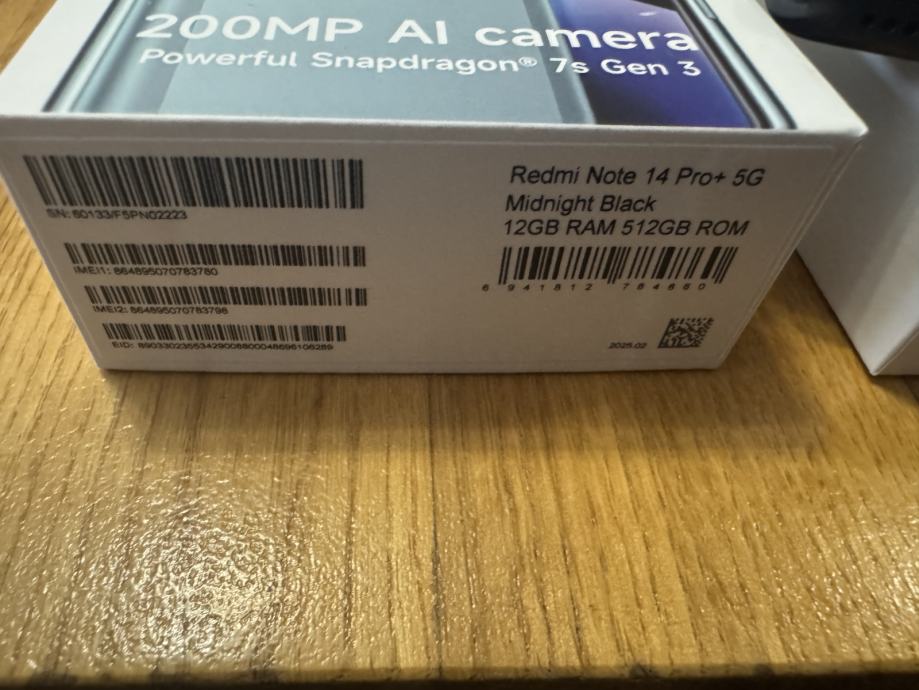 200MP AI camera
Powerful Snapdragon® 7s Gen 3
SN: 60133/F5PN02223
IMEI1: 864895070783780
IMEI2: 864895070783798
Redmi Note 14 Pro+ 5G
Midnight Black
12GB RAM 512GB ROM
6 941812 784660
EID:
2025.02